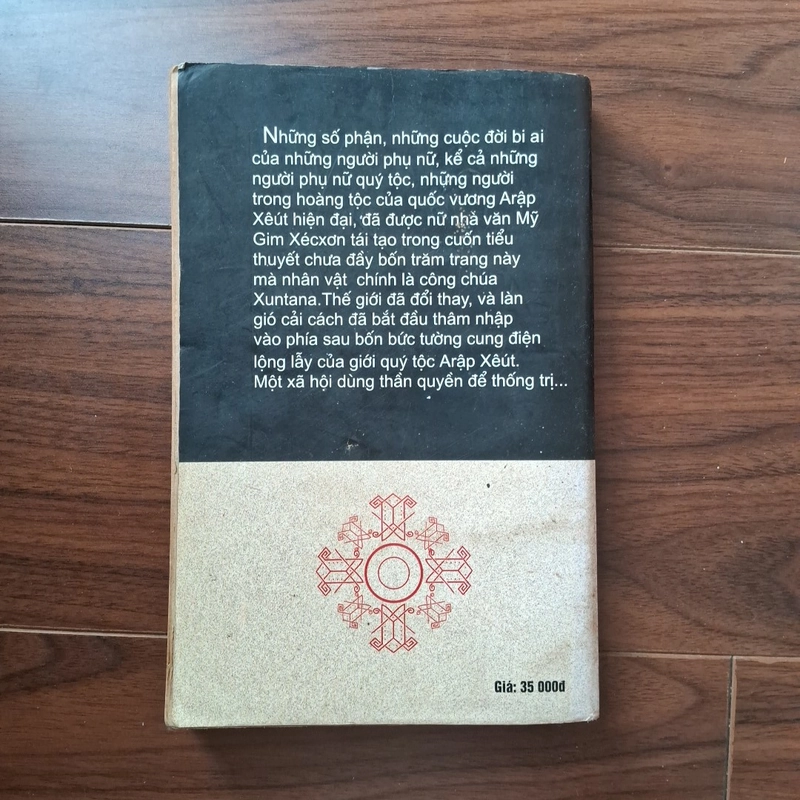 Những số phận, những cuộc đời bi ai
của những người phụ nữ, kể cả những
người phụ nữ quý tộc, những người
trong hoàng tộc của quốc vương Arập
Xêút hiện đại, đã được nữ nhà văn Mỹ
Gim Xécxơn tái tạo trong cuốn tiểu
thuyết chưa đầy bốn trăm trang này
mà nhân vật chính là công chúa
Xuntana.Thế giới đã đổi thay, và làn
gió cải cách đã bắt đầu thâm nhập
vào phía sau bốn bức tường cung điện
lộng lẫy của giới quý tộc Arập Xêút.
Một xã hội dùng thần quyền để thống trị...
Giá: 35 000đ